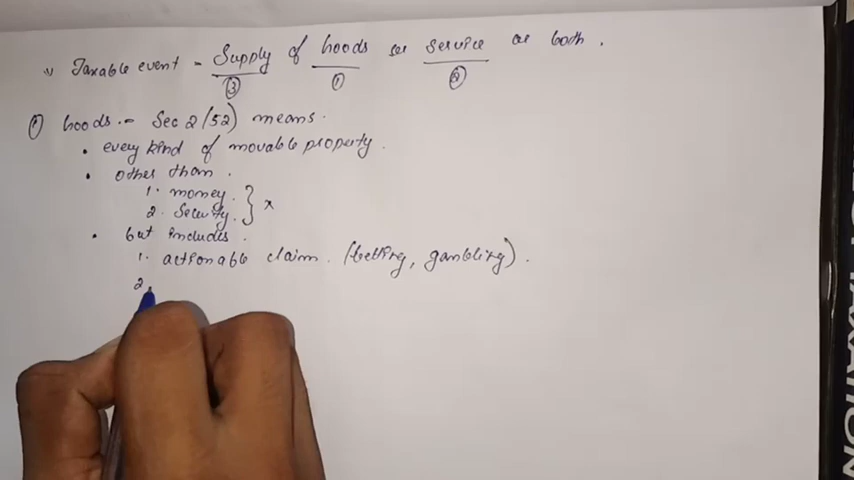 Taxable event - Supply of Goods or Service or both.
③ ① ②
① Goods :- Sec 2(52) means.
• every kind of movable property.
• other than.
1. money. } x
2. Security.
• but includes.
1. actionable claim. (betting, gambling).
2.
TAXATION